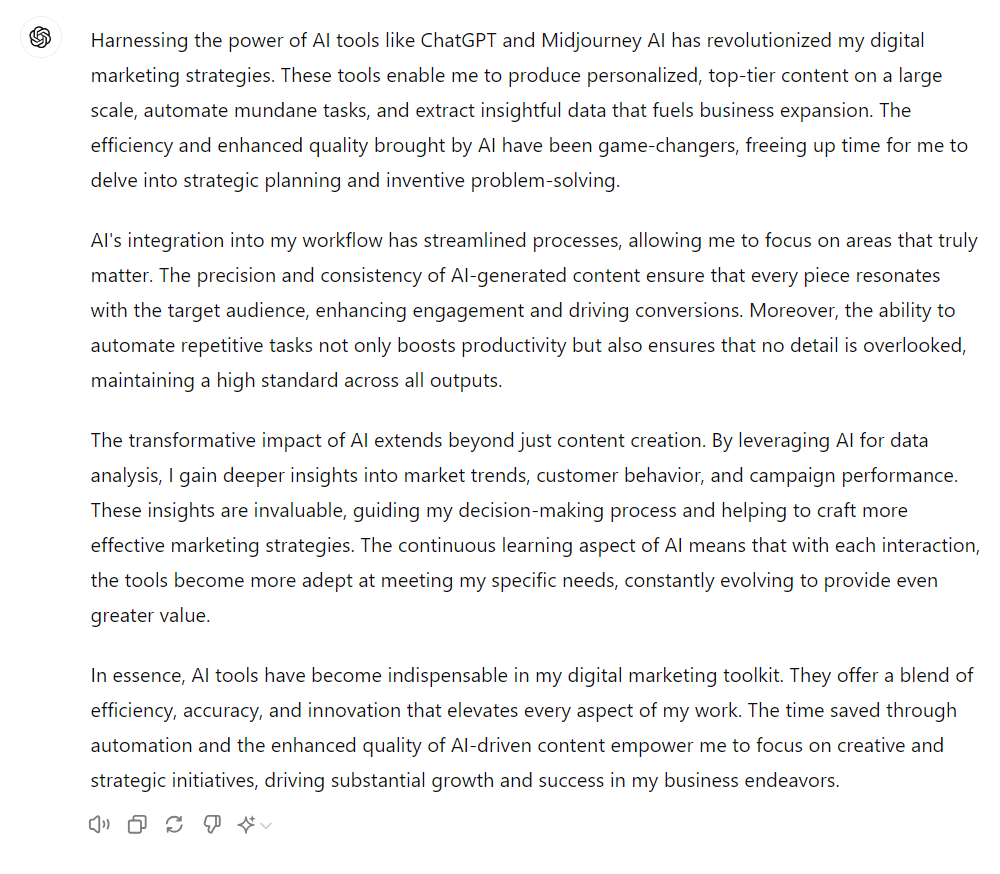 Harnessing the power of AI tools like ChatGPT and Midjourney AI has revolutionized my digital
marketing strategies. These tools enable me to produce personalized, top-tier content on a large
scale, automate mundane tasks, and extract insightful data that fuels business expansion. The
efficiency and enhanced quality brought by AI have been game-changers, freeing up time for me to
delve into strategic planning and inventive problem-solving.
AI's integration into my workflow has streamlined processes, allowing me to focus on areas that truly
matter. The precision and consistency of AI-generated content ensure that every piece resonates
with the target audience, enhancing engagement and driving conversions. Moreover, the ability to
automate repetitive tasks not only boosts productivity but also ensures that no detail is overlooked,
maintaining a high standard across all outputs.
The transformative impact of AI extends beyond just content creation. By leveraging AI for data
analysis, I gain deeper insights into market trends, customer behavior, and campaign performance.
These insights are invaluable, guiding my decision-making process and helping to craft more
effective marketing strategies. The continuous learning aspect of AI means that with each interaction,
the tools become more adept at meeting my specific needs, constantly evolving to provide even
greater value.
In essence, AI tools have become indispensable in my digital marketing toolkit. They offer a blend of
efficiency, accuracy, and innovation that elevates every aspect of my work. The time saved through
automation and the enhanced quality of AI-driven content empower me to focus on creative and
strategic initiatives, driving substantial growth and success in my business endeavors.